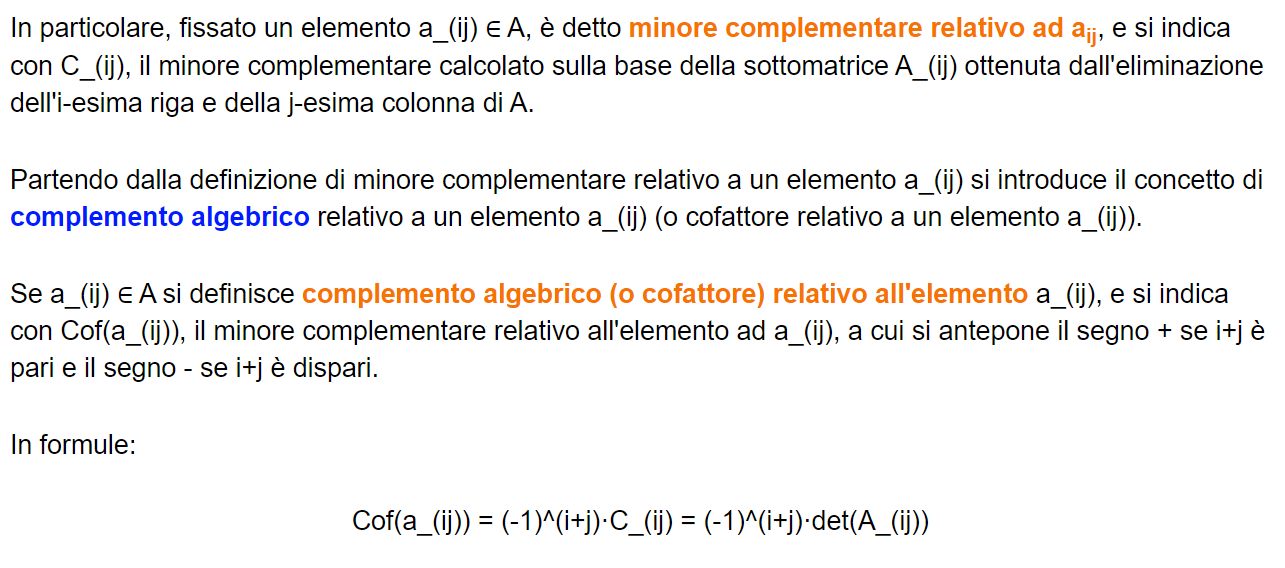 In particolare, fissato un elemento a_(ij) ∈ A, è detto minore complementare relativo ad a_ij, e si indica
con C_(ij), il minore complementare calcolato sulla base della sottomatrice A_(ij) ottenuta dall'eliminazione
dell'i-esima riga e della j-esima colonna di A.
Partendo dalla definizione di minore complementare relativo a un elemento a_(ij) si introduce il concetto di
complemento algebrico relativo a un elemento a_(ij) (o cofattore relativo a un elemento a_(ij)).
Se a_(ij) ∈ A si definisce complemento algebrico (o cofattore) relativo all'elemento a_(ij), e si indica
con Cof(a_(ij)), il minore complementare relativo all'elemento ad a_(ij), a cui si antepone il segno + se i+j è
pari e il segno - se i+j è dispari.
In formule:
Cof(a_(ij)) = (-1)^(i+j)·C_(ij) = (-1)^(i+j)·det(A_(ij))